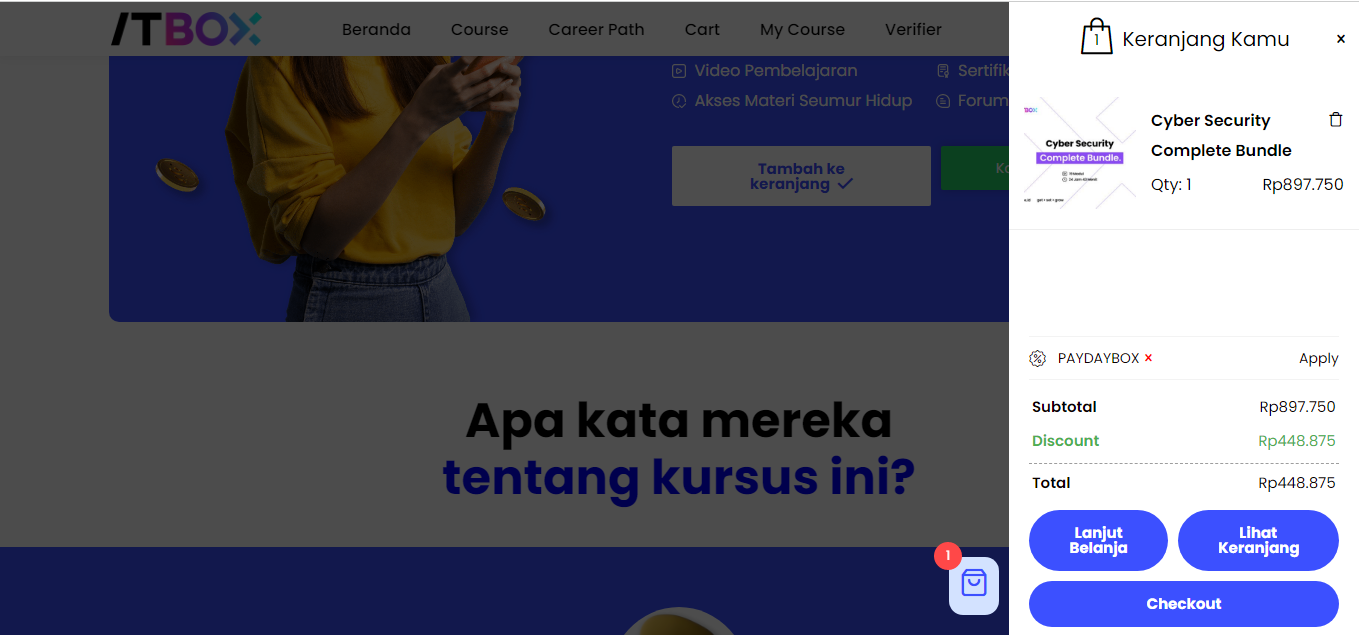 ITBOX
Beranda
Course
Career Path
Cart
My Course
Verifier
Video Pembelajaran
Sertifik
Akses Materi Seumur Hidup
Forum
Tambah ke
keranjang
Apa kata mereka
tentang kursus ini?
1
1
Keranjang Kamu
x
Cyber Security
Complete Bundle.
Cyber Security
Complete Bundle
Qty: 1
Rp897.750
PAYDAYBOX x
Apply
Subtotal
Rp897.750
Discount
Rp448.875
Total
Rp448.875
Lanjut
Belanja
Lihat
Keranjang
Checkout